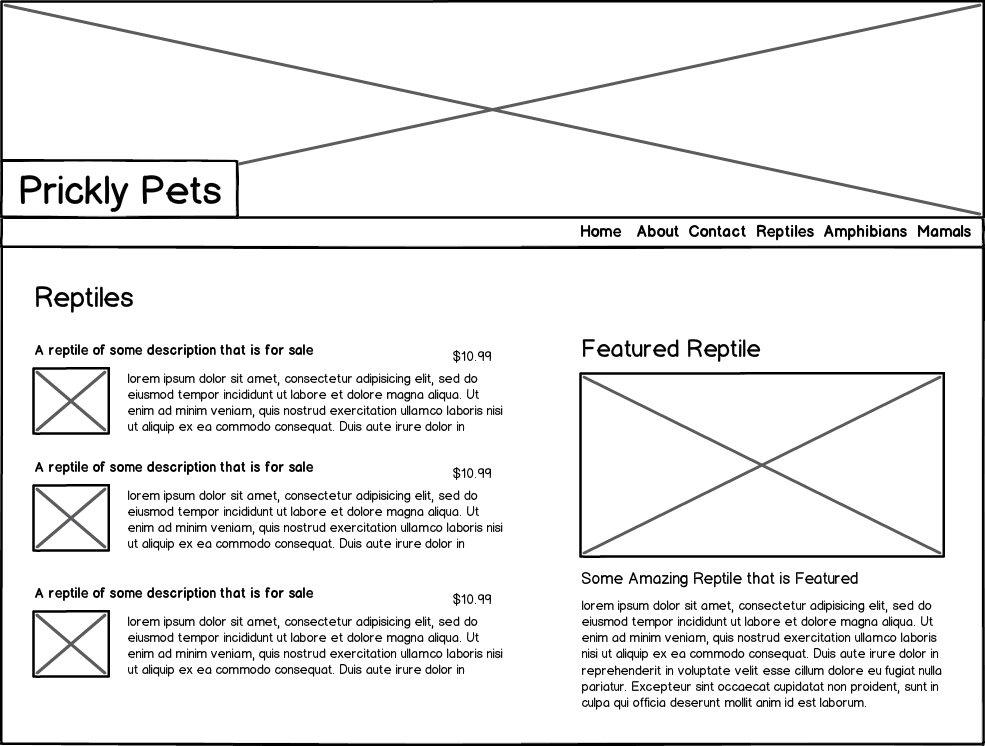 Prickly Pets
Home About Contact Reptiles Amphibians Mamals
Reptiles
A reptile of some description that is for sale
$10.99
lorem ipsum dolor sit amet, consectetur adipisicing elit, sed do
eiusmod tempor incididunt ut labore et dolore magna aliqua. Ut
enim ad minim veniam, quis nostrud exercitation ullamco laboris nisi
ut aliquip ex ea commodo consequat. Duis aute irure dolor in
A reptile of some description that is for sale
$10.99
lorem ipsum dolor sit amet, consectetur adipisicing elit, sed do
eiusmod tempor incididunt ut labore et dolore magna aliqua. Ut
enim ad minim veniam, quis nostrud exercitation ullamco laboris nisi
ut aliquip ex ea commodo consequat. Duis aute irure dolor in
A reptile of some description that is for sale
$10.99
lorem ipsum dolor sit amet, consectetur adipisicing elit, sed do
eiusmod tempor incididunt ut labore et dolore magna aliqua. Ut
enim ad minim veniam, quis nostrud exercitation ullamco laboris nisi
ut aliquip ex ea commodo consequat. Duis aute irure dolor in
Featured Reptile
Some Amazing Reptile that is Featured
lorem ipsum dolor sit amet, consectetur adipisicing elit, sed do
eiusmod tempor incididunt ut labore et dolore magna aliqua. Ut
enim ad minim veniam, quis nostrud exercitation ullamco laboris
nisi ut aliquip ex ea commodo consequat. Duis aute irure dolor in
reprehenderit in voluptate velit esse cillum dolore eu fugiat nulla
pariatur. Excepteur sint occaecat cupidatat non proident, sunt in
culpa qui officia deserunt mollit anim id est laborum.